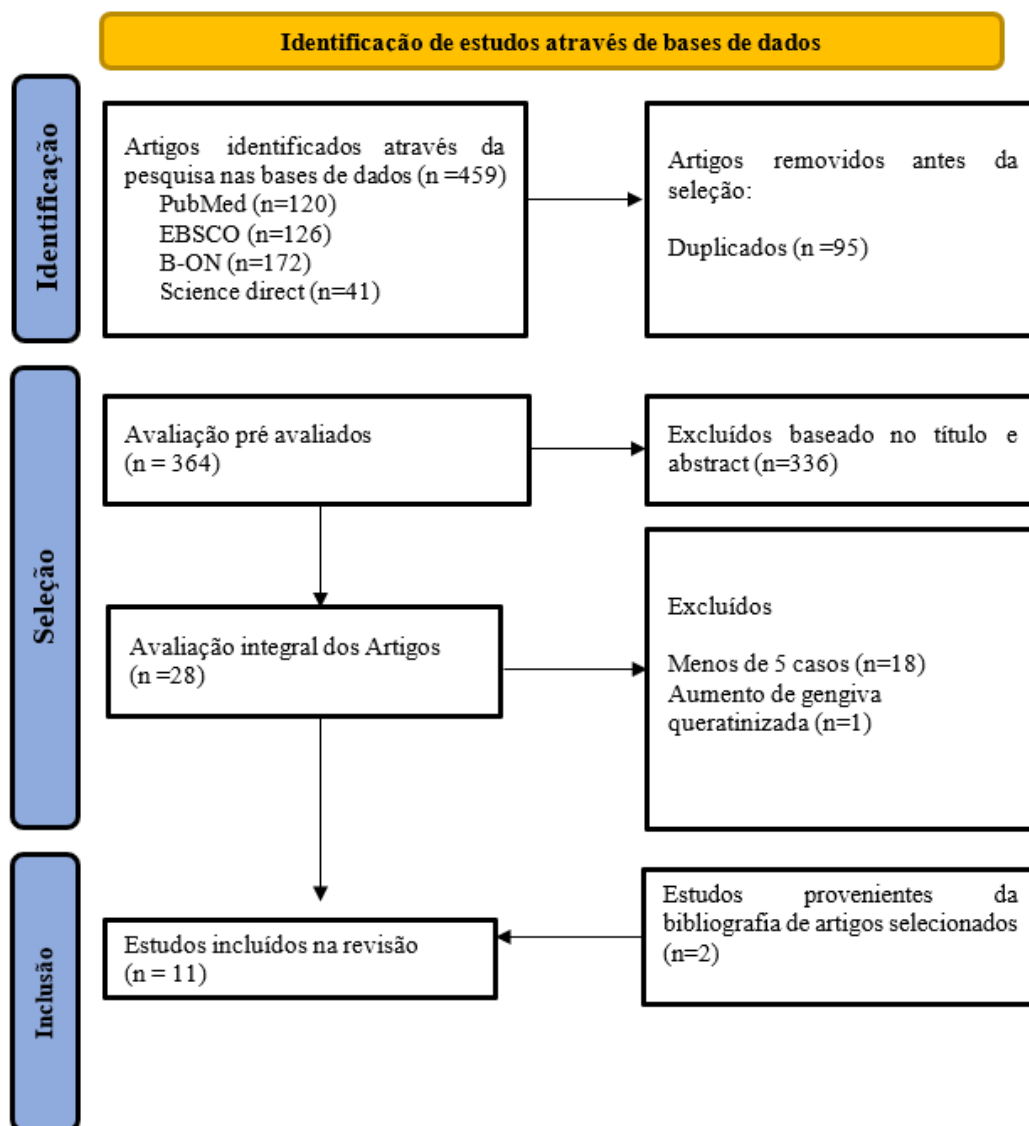 Identificação de estudos através de bases de dados
Identificação
Artigos identificados através da
pesquisa nas bases de dados (n =459)
PubMed (n=120)
EBSCO (n=126)
B-ON (n=172)
Science direct (n=41)
Artigos removidos antes da
seleção:
Duplicados (n =95)
Seleção
Avaliação pré avaliados
(n = 364)
Excluídos baseado no título e
abstract (n=336)
Avaliação integral dos Artigos
(n =28)
Excluídos
Menos de 5 casos (n=18)
Aumento de gengiva
queratinizada (n=1)
Inclusão
Estudos incluídos na revisão
(n = 11)
Estudos provenientes da
bibliografia de artigos selecionados
(n=2)